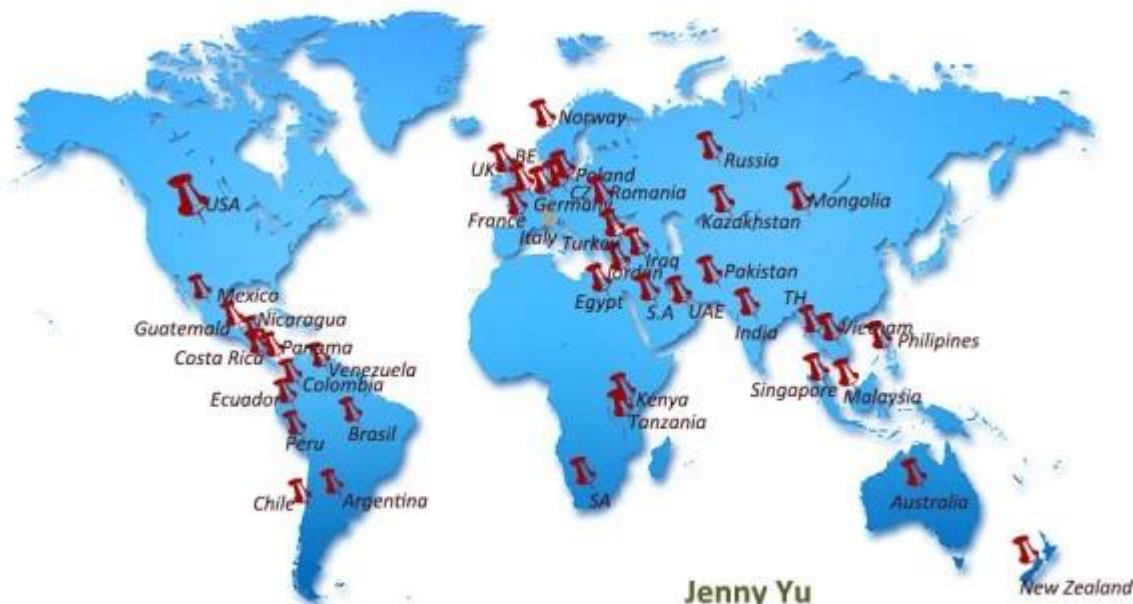 Norway
BE
UK
Poland
Russia
CZ
USA
Romania
Germany
Mongolia
Kazakhstan
France
Italy
Turkey
Iraq
Jordan
Pakistan
Mexico
Egypt
S.A
UAE
TH
India
Nicaragua
Guatemala
Vietnam
Philipines
Panama
Costa Rica
Venezuela
Singapore
Malaysia
Colombia
Ecuador
Kenya
Tanzania
Brasil
Peru
Chile
Argentina
SA
Australia
New Zealand
Jenny Yu